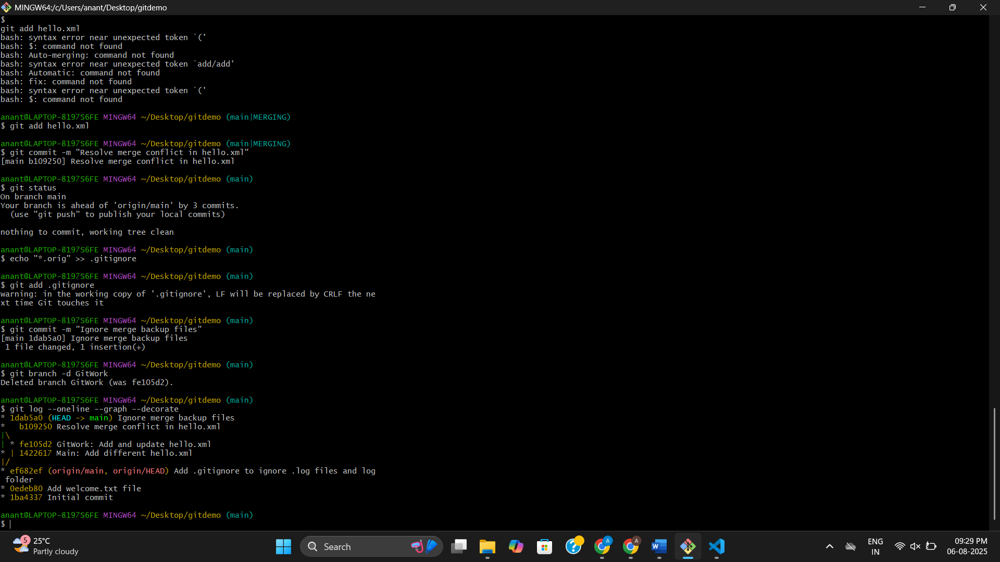 MINGW64:/c/Users/anant/Desktop/gitdemo
$
git add hello.xml
bash: syntax error near unexpected token `('
bash: $: command not found
bash: Auto-merging: command not found
bash: syntax error near unexpected token `add/add'
bash: Automatic: command not found
bash: fix: command not found
bash: syntax error near unexpected token `('
bash: $: command not found
anant@LAPTOP-8197S6FE MINGW64 ~/Desktop/gitdemo (main|MERGING)
$ git add hello.xml
anant@LAPTOP-8197S6FE MINGW64 ~/Desktop/gitdemo (main|MERGING)
$ git commit -m "Resolve merge conflict in hello.xml"
[main b109250] Resolve merge conflict in hello.xml
anant@LAPTOP-8197S6FE MINGW64 ~/Desktop/gitdemo (main)
$ git status
On branch main
Your branch is ahead of 'origin/main' by 3 commits.
  (use "git push" to publish your local commits)
nothing to commit, working tree clean
anant@LAPTOP-8197S6FE MINGW64 ~/Desktop/gitdemo (main)
$ echo "*.orig" >> .gitignore
anant@LAPTOP-8197S6FE MINGW64 ~/Desktop/gitdemo (main)
$ git add .gitignore
warning: in the working copy of '.gitignore', LF will be replaced by CRLF the ne
xt time Git touches it
anant@LAPTOP-8197S6FE MINGW64 ~/Desktop/gitdemo (main)
$ git commit -m "Ignore merge backup files"
[main 1dab5a0] Ignore merge backup files
 1 file changed, 1 insertion(+)
anant@LAPTOP-8197S6FE MINGW64 ~/Desktop/gitdemo (main)
$ git branch -d GitWork
Deleted branch GitWork (was fe105d2).
anant@LAPTOP-8197S6FE MINGW64 ~/Desktop/gitdemo (main)
$ git log --oneline --graph --decorate
* 1dab5a0 (HEAD -> main) Ignore merge backup files
*   b109250 Resolve merge conflict in hello.xml
|\
| * fe105d2 GitWork: Add and update hello.xml
* | 1422617 Main: Add different hello.xml
|/
* ef682ef (origin/main, origin/HEAD) Add .gitignore to ignore .log files and log
 folder
* 0edeb80 Add welcome.txt file
* 1ba4337 Initial commit
anant@LAPTOP-8197S6FE MINGW64 ~/Desktop/gitdemo (main)
$
5
25°C
Partly cloudy
Search
A
A
W
ENG
IN
09:29 PM
06-08-2025